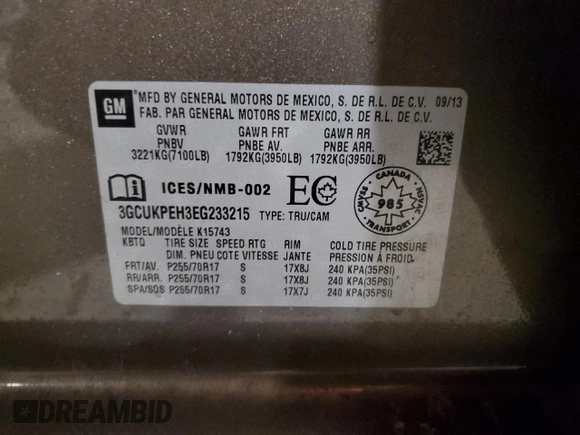 GM
*MFD BY GENERAL MOTORS DE MEXICO, S. DE R.L. DE C.V. 09/13
FAB. PAR GENERAL MOTORS DE MEXICO, S. DE R.L. DE C.V.
GVWR GAWR FRT GAWR RR
PNBV PNBE AV. PNBE ARR.
3221KG(7100LB) 1792KG(3950LB) 1792KG(3950LB)
ICES/NMB-002 EC
CANADA
CMVSS NSVAC
985
TRANSPORT
3GCUKPEH3EG233215 TYPE: TRU/CAM
MODEL/MODÈLE K15743
KBTQ TIRE SIZE SPEED RTG RIM COLD TIRE PRESSURE
DIM. PNEU COTE VITESSE JANTE PRESSION À FROID
FRT/AV. P255/70R17 S 17X8J 240 KPA(35PSI)
RR/ARR. P255/70R17 S 17X8J 240 KPA(35PSI)
SPA/SOS P255/70R17 S 17X7J 240 KPA(35PSI)
DREAMBID